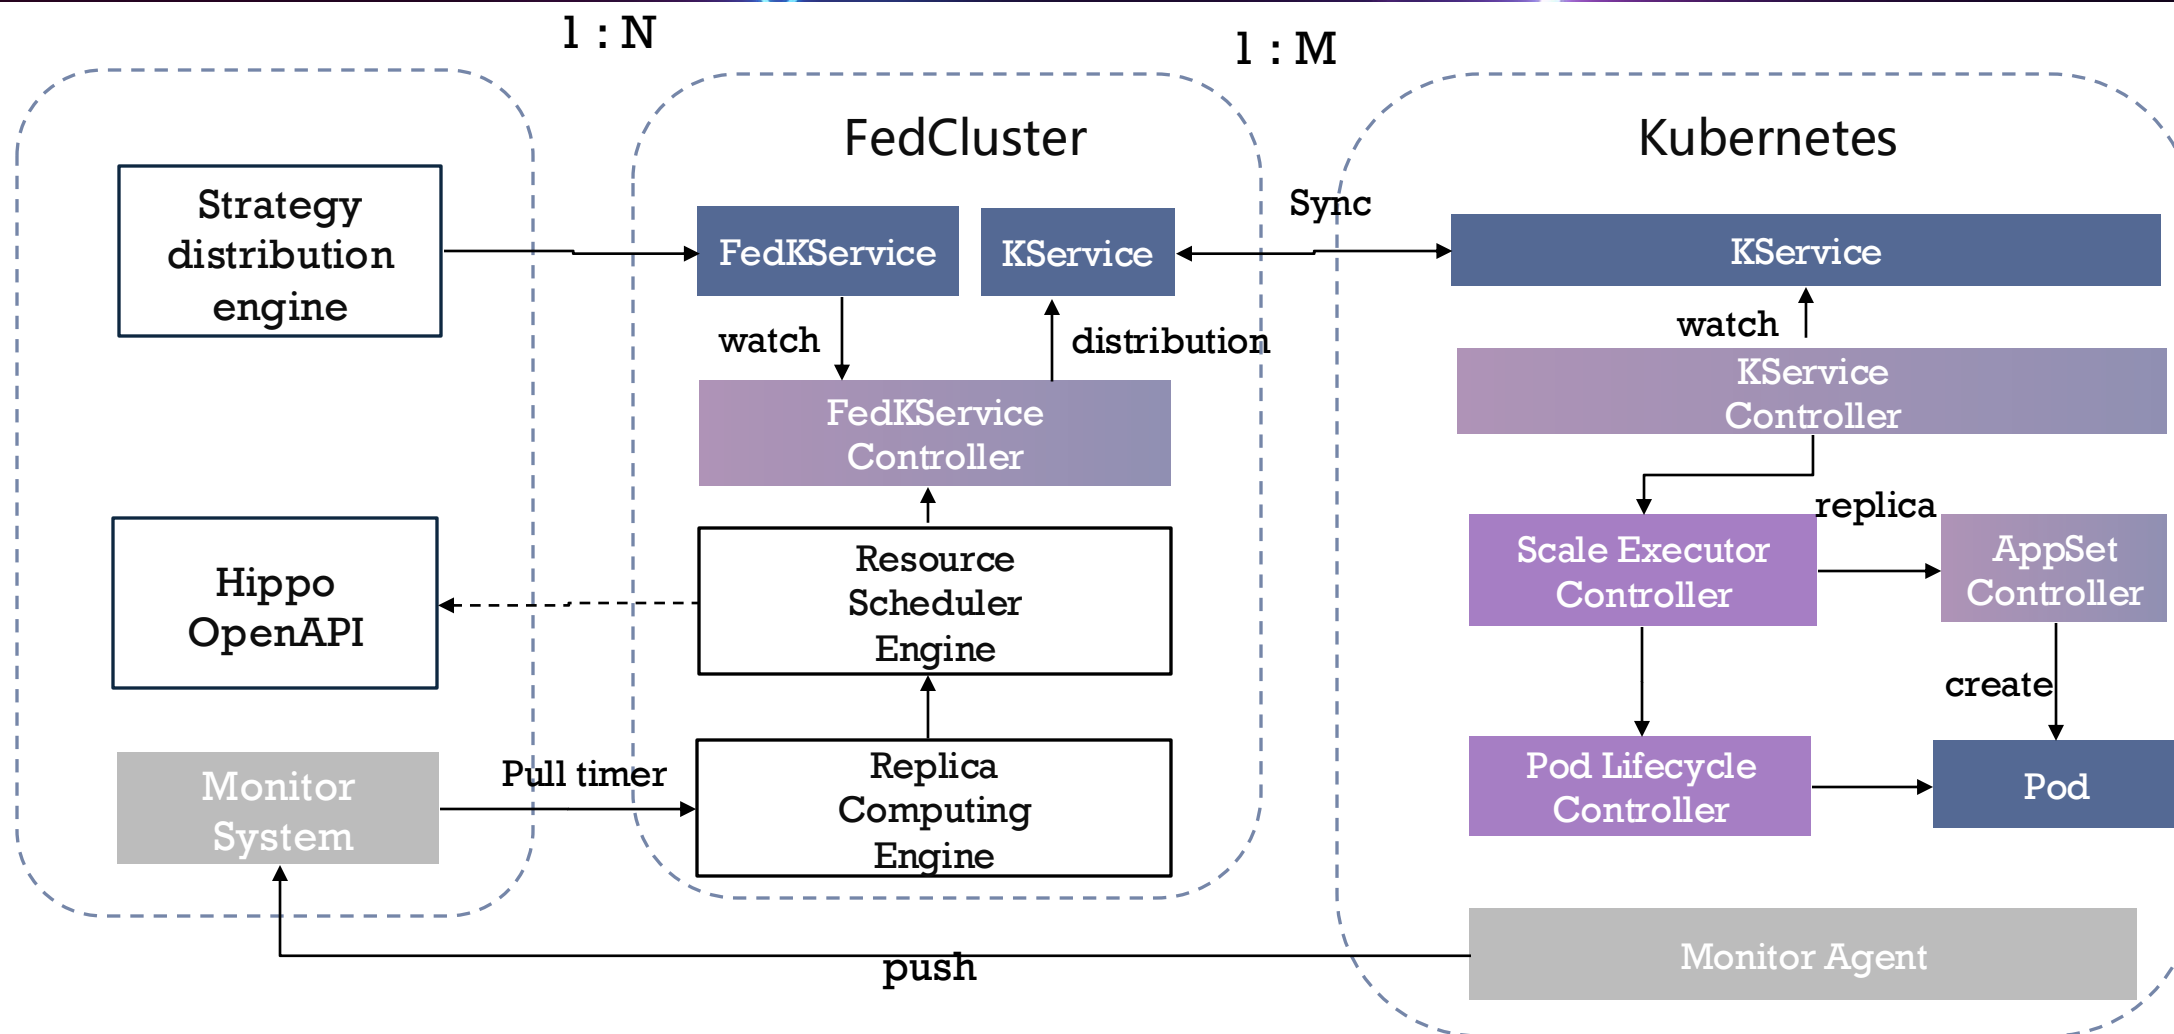 1 : N
1 : M
Strategy
distribution
engine
Hippo
OpenAPI
Monitor
System
Pull timer
push
FedCluster
FedKService
KService
watch
distribution
FedKService
Controller
Resource
Scheduler
Engine
Replica
Computing
Engine
Sync
Kubernetes
KService
watch
KService
Controller
replica
Scale Executor
Controller
AppSet
Controller
create
Pod Lifecycle
Controller
Pod
Monitor Agent